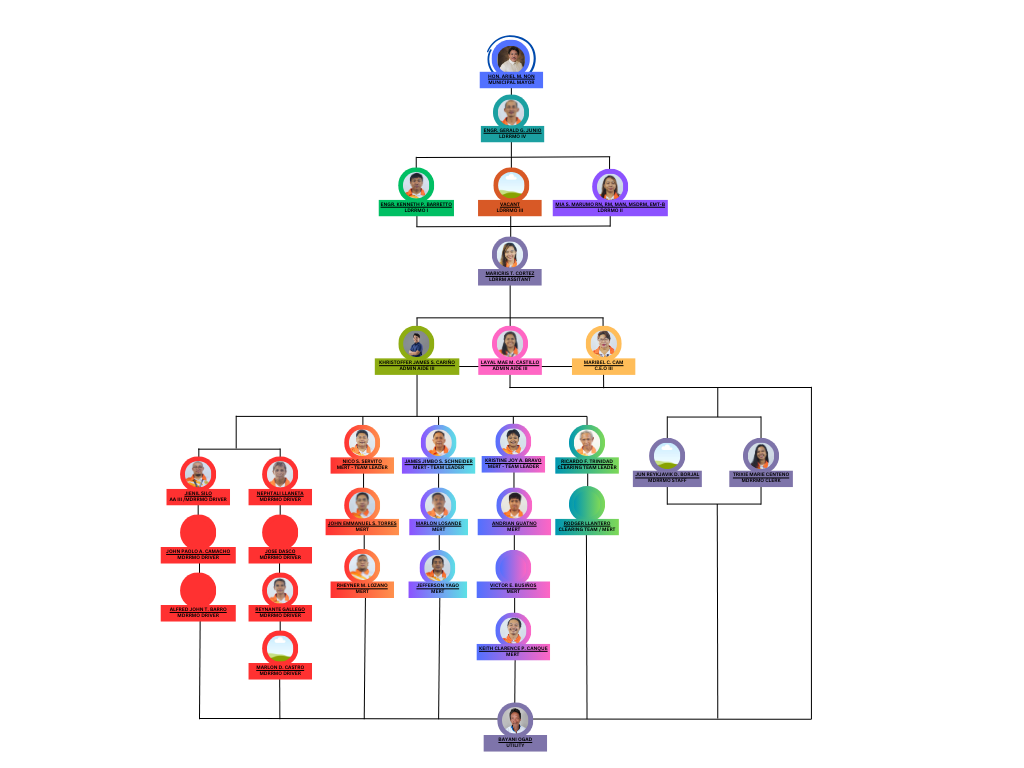 HON. ARIEL M. NON
MUNICIPAL MAYOR
ENGR. GERALD G. JUNIO
LDRRMO IV
ENGR. KENNETH P. BARRETTO
LDRRMO I
VACANT
LDRRMO III
MIA S. MARUMO RN, RM, MAN, MSDRM, EMT-B
LDRRMO II
MARICRIS T. CORTEZ
LDRRM ASSITANT
KHRISTOFFER JAMES S. CARIÑO
ADMIN AIDE III
LAYAL MAE M. CASTILLO
ADMIN AIDE III
MARIBEL C. CAM
C.E.O III
NICO S. SERVITO
MERT - TEAM LEADER
JAMES JIMBO S. SCHNEIDER
MERT - TEAM LEADER
KRISTINE JOY A. BRAVO
MERT - TEAM LEADER
RICARDO F. TRINIDAD
CLEARING TEAM LEADER
JUN REYKJAVIK D. BORJAL
MDRRMO STAFF
TRIXIE MARIE CENTENO
MDRRMO CLERK
SILO
AA III /MDRRMO DRIVER
NEPHTALI LLANETA
MDRRMO DRIVER
JOHN EMMANUEL S. TORRES
MERT
MARLON LOSANDE
MERT
ANDRIAN GUATNO
MERT
RODGER LLANTERO
CLEARING TEAM / MERT
JOHN PAOLO A. CAMACHO
MDRRMO DRIVER
JOSE DASCO
MDRRMO DRIVER
RHEYNER M. LOZANO
MERT
JEFFERSON YAGO
MERT
VICTOR E. BUSIÑOS
MERT
ALFRED JOHN T. BARRO
MDRRMO DRIVER
REYNANTE GALLEGO
MDRRMO DRIVER
KEITH CLARENCE P. CANQUE
MERT
MARLON D. CASTRO
MDRRMO DRIVER
BAYANI OGAD
UTILITY